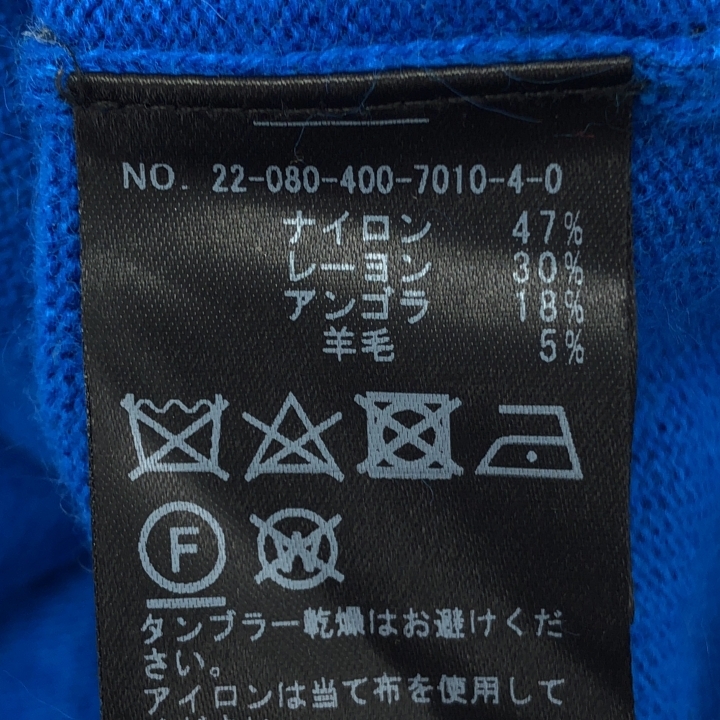 NO. 22-080-400-7010-4-0
ナイロン 47%
レーヨン 30%
アンゴラ 18%
羊毛 5%
F
W
タンブラー乾燥はお避けくだ
さい。
アイロンは当て布を使用して